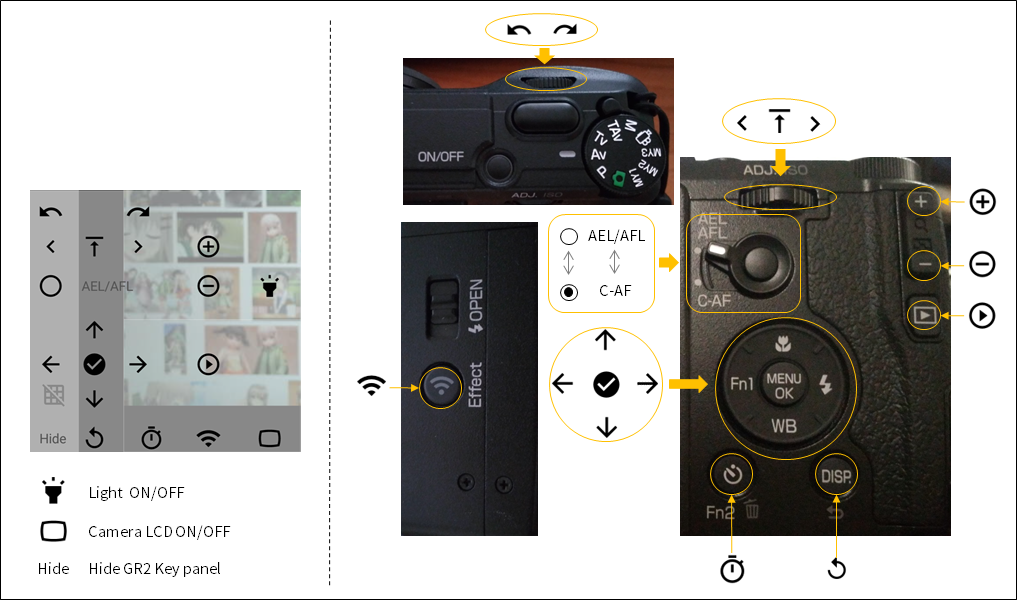 AEL/AFL
Hide
Light ON/OFF
Camera LCD ON/OFF
Hide
Hide GR2 Key panel
ON/OFF
M
TAV
Tv
Av
P
B
MY3
MY2
MY1
ADJ. ISO
OPEN
Effect
AEL/AFL
C-AF
ADJ. ISO
AEL
AFL
C-AF
Fn1
MENU
OK
WB
DISP.
Fn2